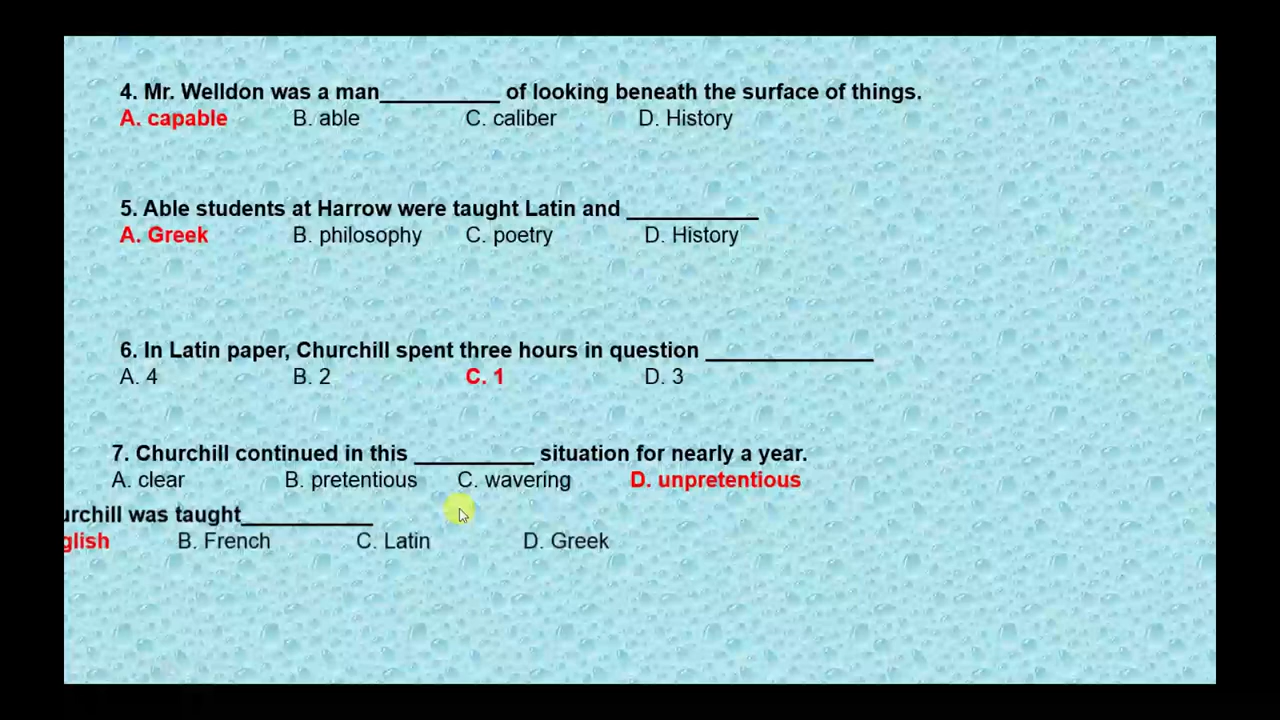 4. Mr. Welldon was a man__________ of looking beneath the surface of things.
A. capable B. able C. caliber D. History
5. Able students at Harrow were taught Latin and ___________
A. Greek B. philosophy C. poetry D. History
6. In Latin paper, Churchill spent three hours in question ______________
A. 4 B. 2 C. 1 D. 3
7. Churchill continued in this __________ situation for nearly a year.
A. clear B. pretentious C. wavering D. unpretentious
urchill was taught___________
glish B. French C. Latin D. Greek